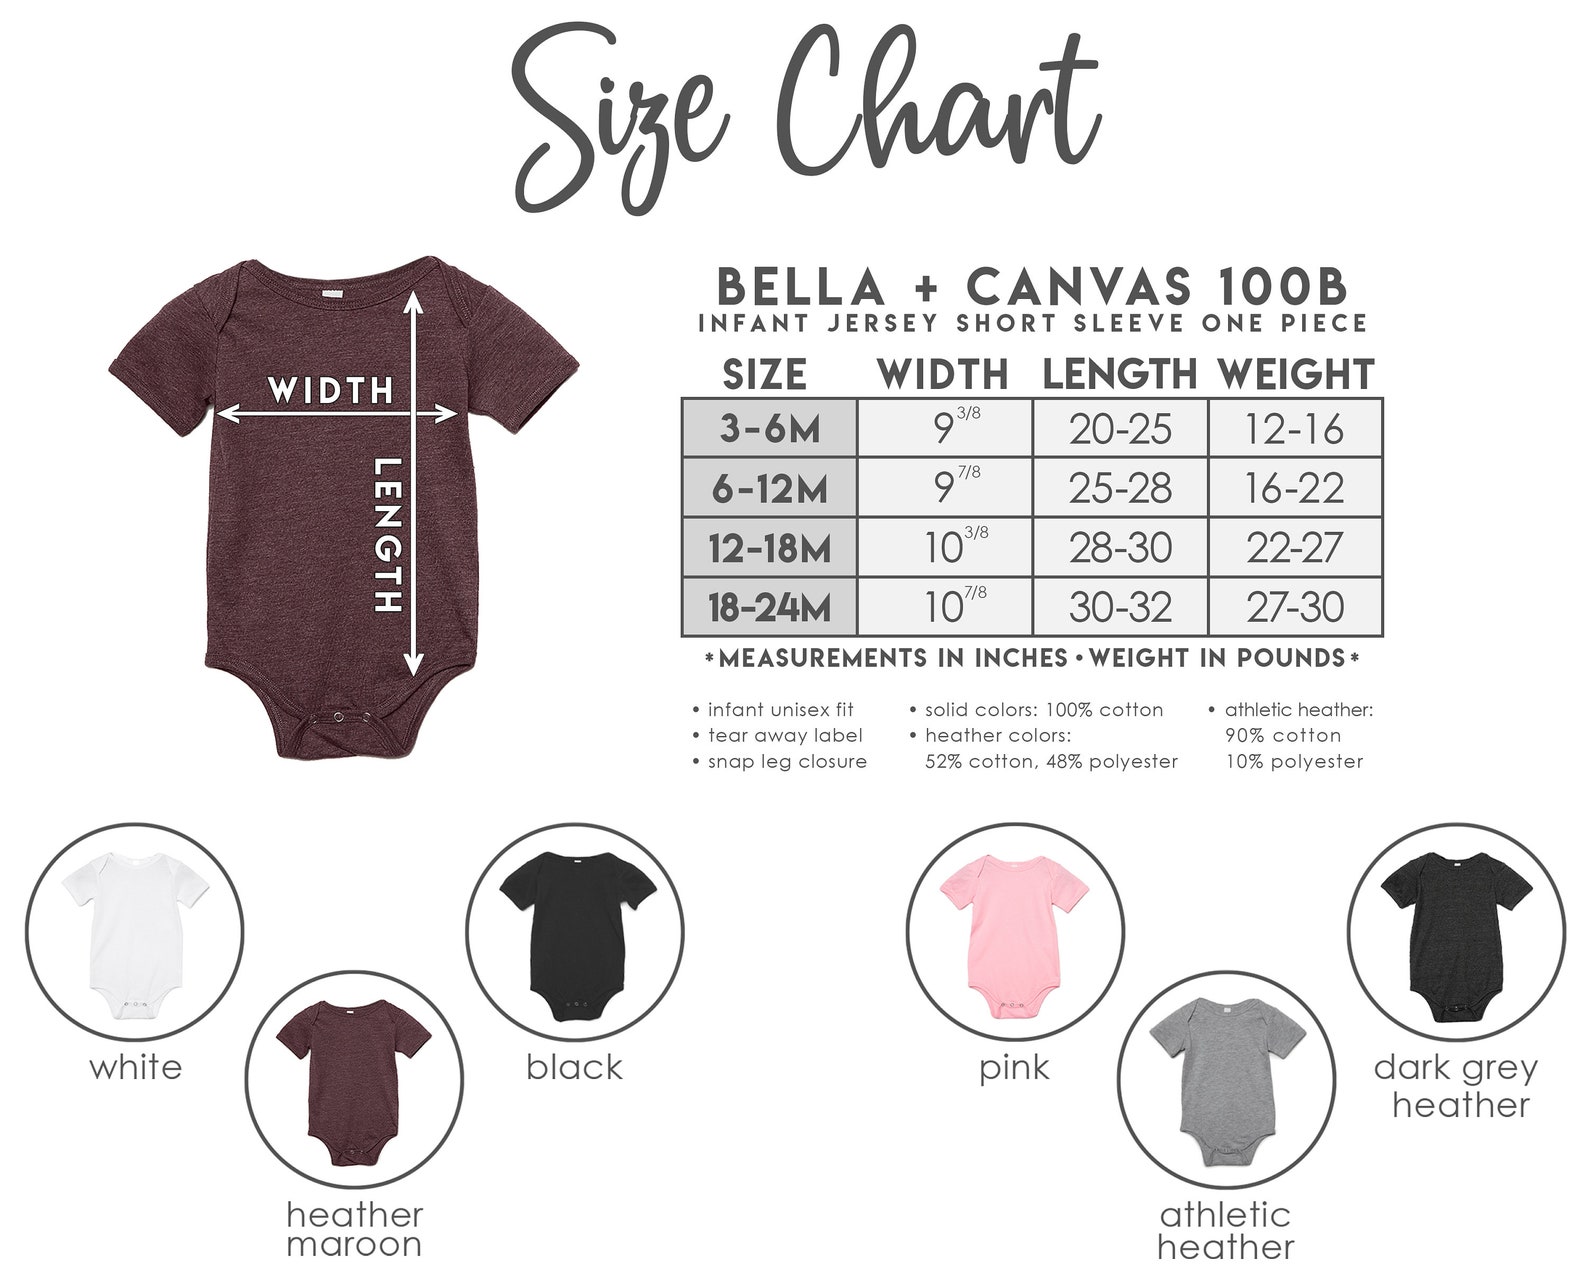 Size Chart
BELLA + CANVAS 100B
INFANT JERSEY SHORT SLEEVE ONE PIECE
SIZE WIDTH LENGTH WEIGHT
3-6M 9 3/8 20-25 12-16
6-12M 9 7/8 25-28 16-22
12-18M 10 3/8 28-30 22-27
18-24M 10 7/8 30-32 27-30
*MEASUREMENTS IN INCHES • WEIGHT IN POUNDS*
WIDTH
LENGTH
• infant unisex fit
• tear away label
• snap leg closure
• solid colors: 100% cotton
• heather colors:
52% cotton, 48% polyester
• athletic heather:
90% cotton
10% polyester
white
heather
maroon
black
pink
athletic
heather
dark grey
heather